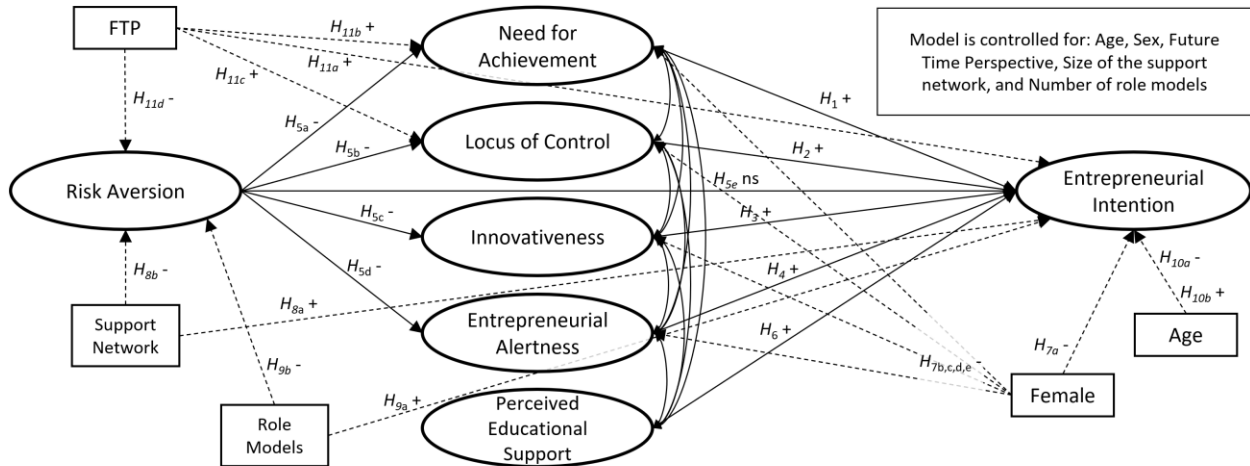 FTP
H11b +
Need for
Achievement
Model is controlled for: Age, Sex, Future
Time Perspective, Size of the support
network, and Number of role models
H11a +
H11c +
H11d -
H1 +
H5a -
Locus of Control
H5b -
H2 +
Risk Aversion
H5e ns
Entrepreneurial
Intention
H5c -
Innovativeness
H3 +
H8b -
H5d -
H4 +
H10a -
H10b +
Support
Network
H8a +
Entrepreneurial
Alertness
H6 +
Age
H9b -
H7b,c,d,e -
H7a -
Female
Role
Models
H9a +
Perceived
Educational
Support